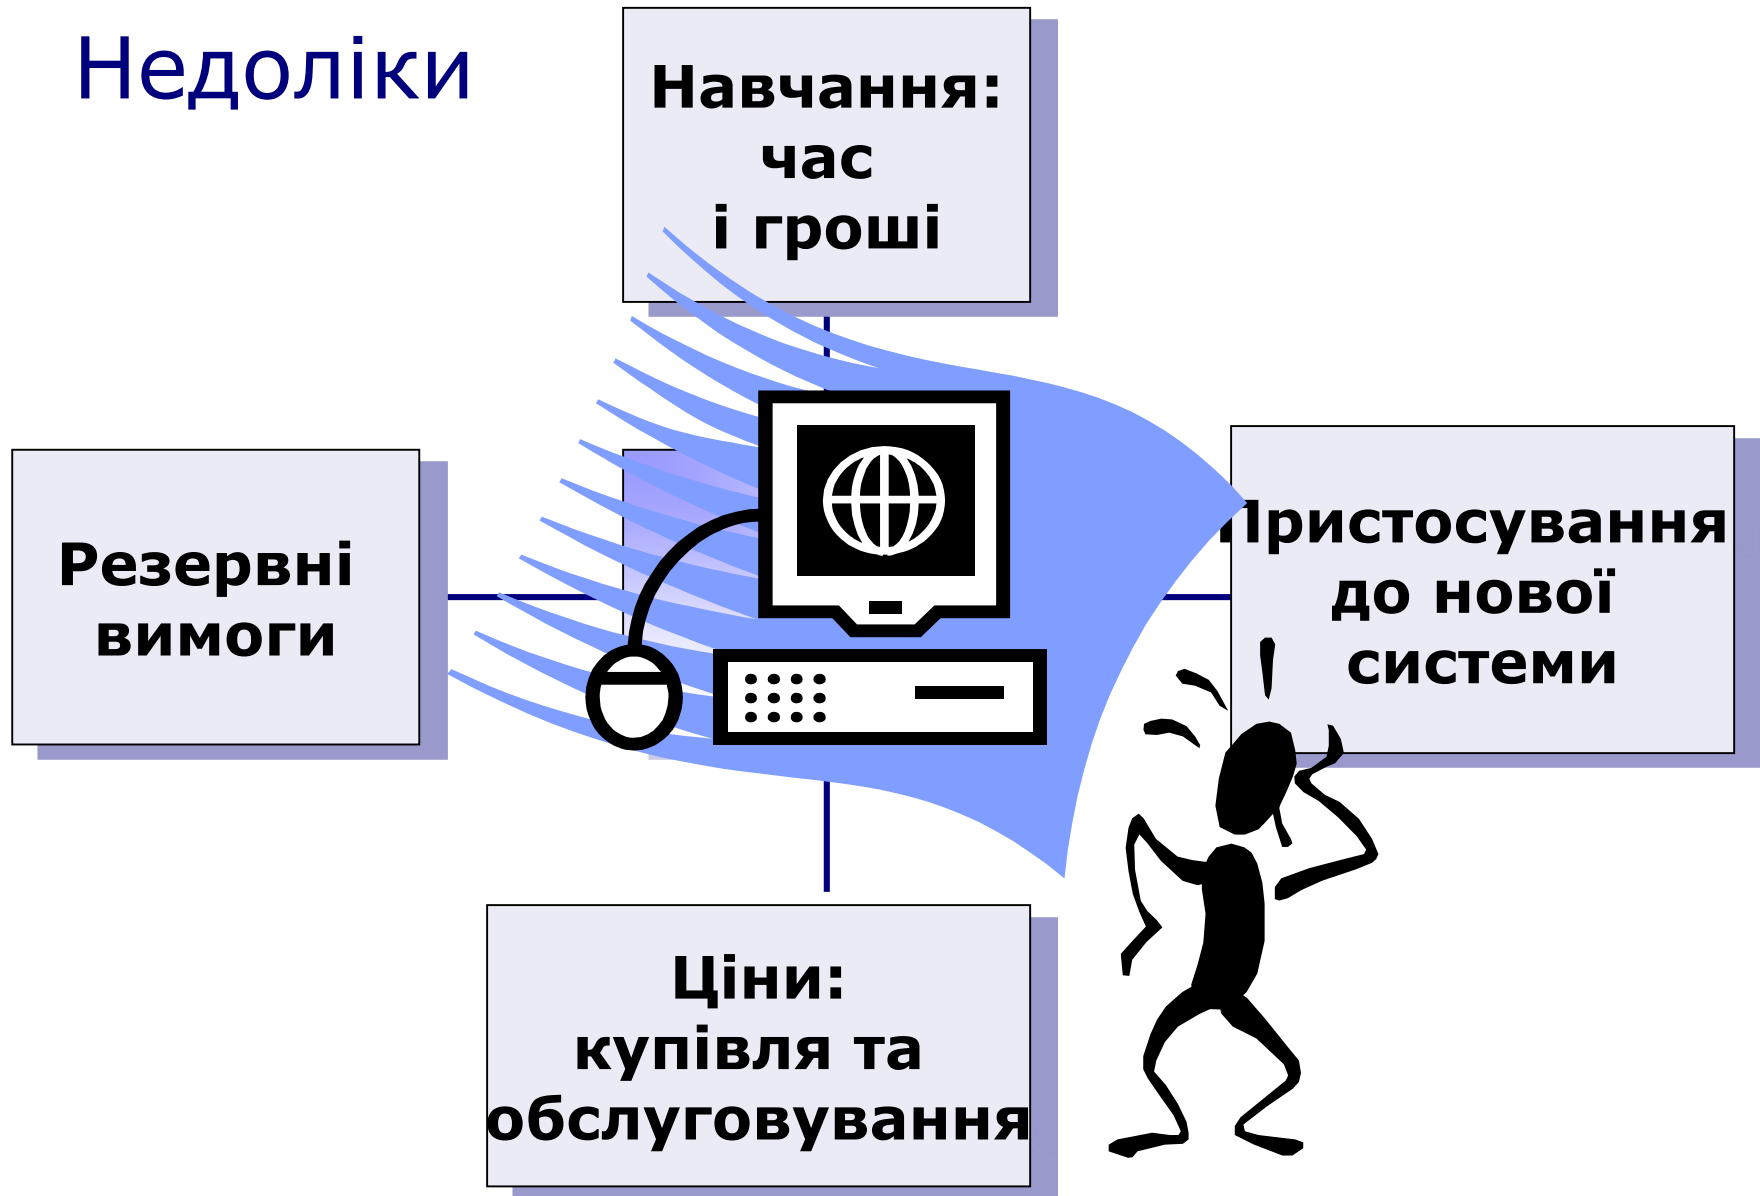 Недоліки
Навчання:
час
і гроші
Резервні
вимоги
Пристосування
до нової
системи
Ціни:
купівля та
обслуговування